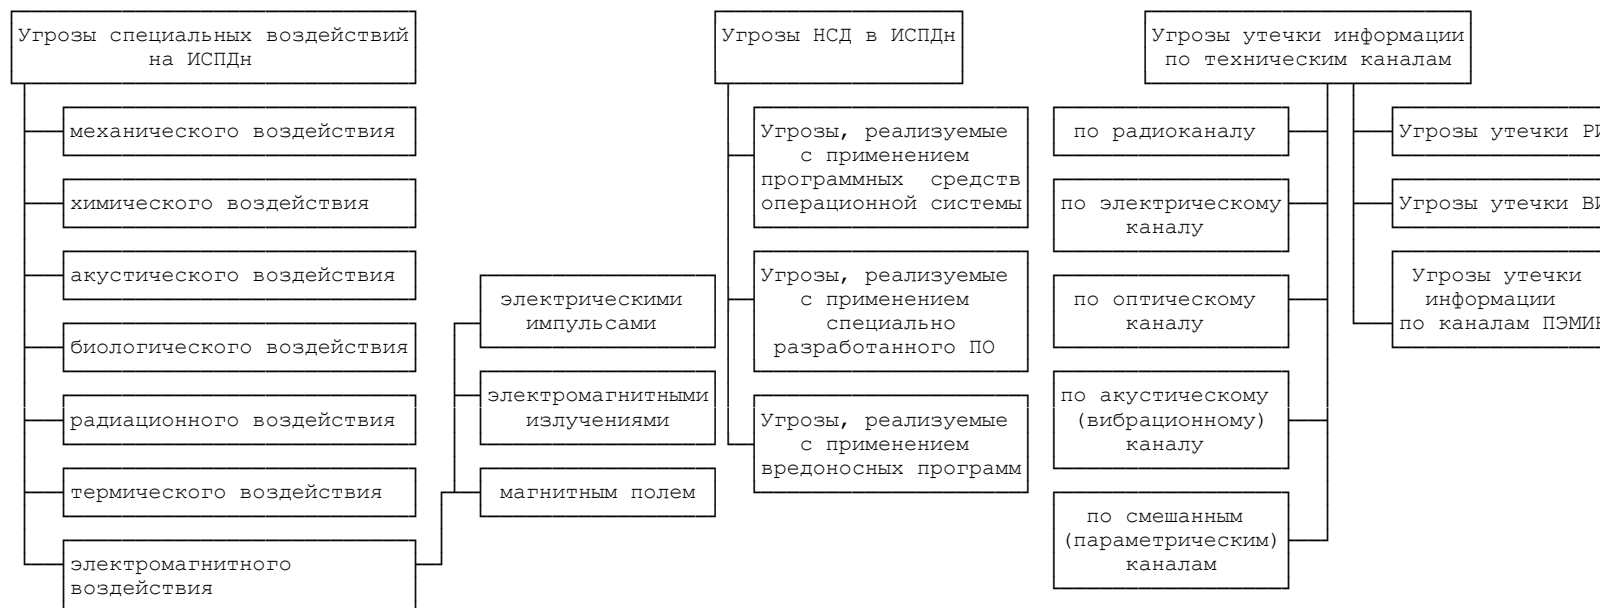 Угрозы специальных воздействий
на ИСПДн
механического воздействия
химического воздействия
акустического воздействия
биологического воздействия
радиационного воздействия
термического воздействия
электромагнитного
воздействия
электрическими
импульсами
электромагнитными
излучениями
магнитным полем
Угрозы НСД в ИСПДн
Угрозы, реализуемые
с применением
программных средств
операционной системы
Угрозы, реализуемые
с применением
специально
разработанного ПО
Угрозы, реализуемые
с применением
вредоносных программ
Угрозы утечки информации
по техническим каналам
по радиоканалу
по электрическому
каналу
по оптическому
каналу
по акустическому
(вибрационному)
каналу
по смешанным
(параметрическим)
каналам
Угрозы утечки РИ
Угрозы утечки ВИ
Угрозы утечки
информации
по каналам ПЭМИН